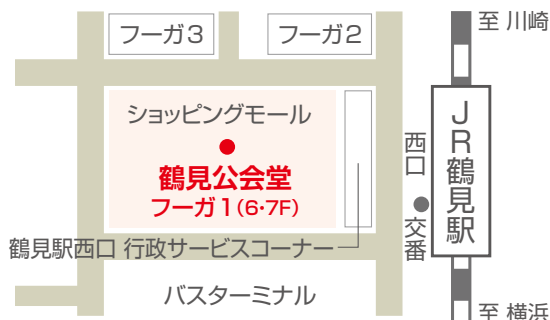 フーガ3
フーガ2
至 川崎
ショッピングモール
鶴見公会堂
フーガ1(6・7F)
西口
交番
JR鶴見駅
鶴見駅西口 行政サービスコーナー
バスターミナル
至 横浜